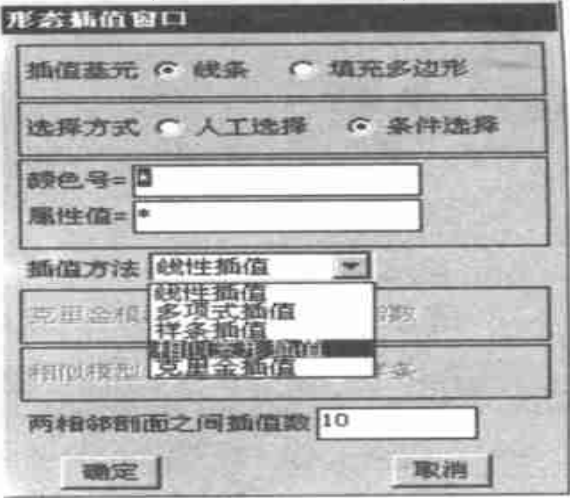 形态插值窗口
插值基元 线条 填充多边形
选择方式 人工选择 条件选择
颜色号=*
属性值=*
插值方法 线性插值
线性插值
多项式插值
样条插值
克里金插值
两相邻剖面之间插值数 10
确定 取消